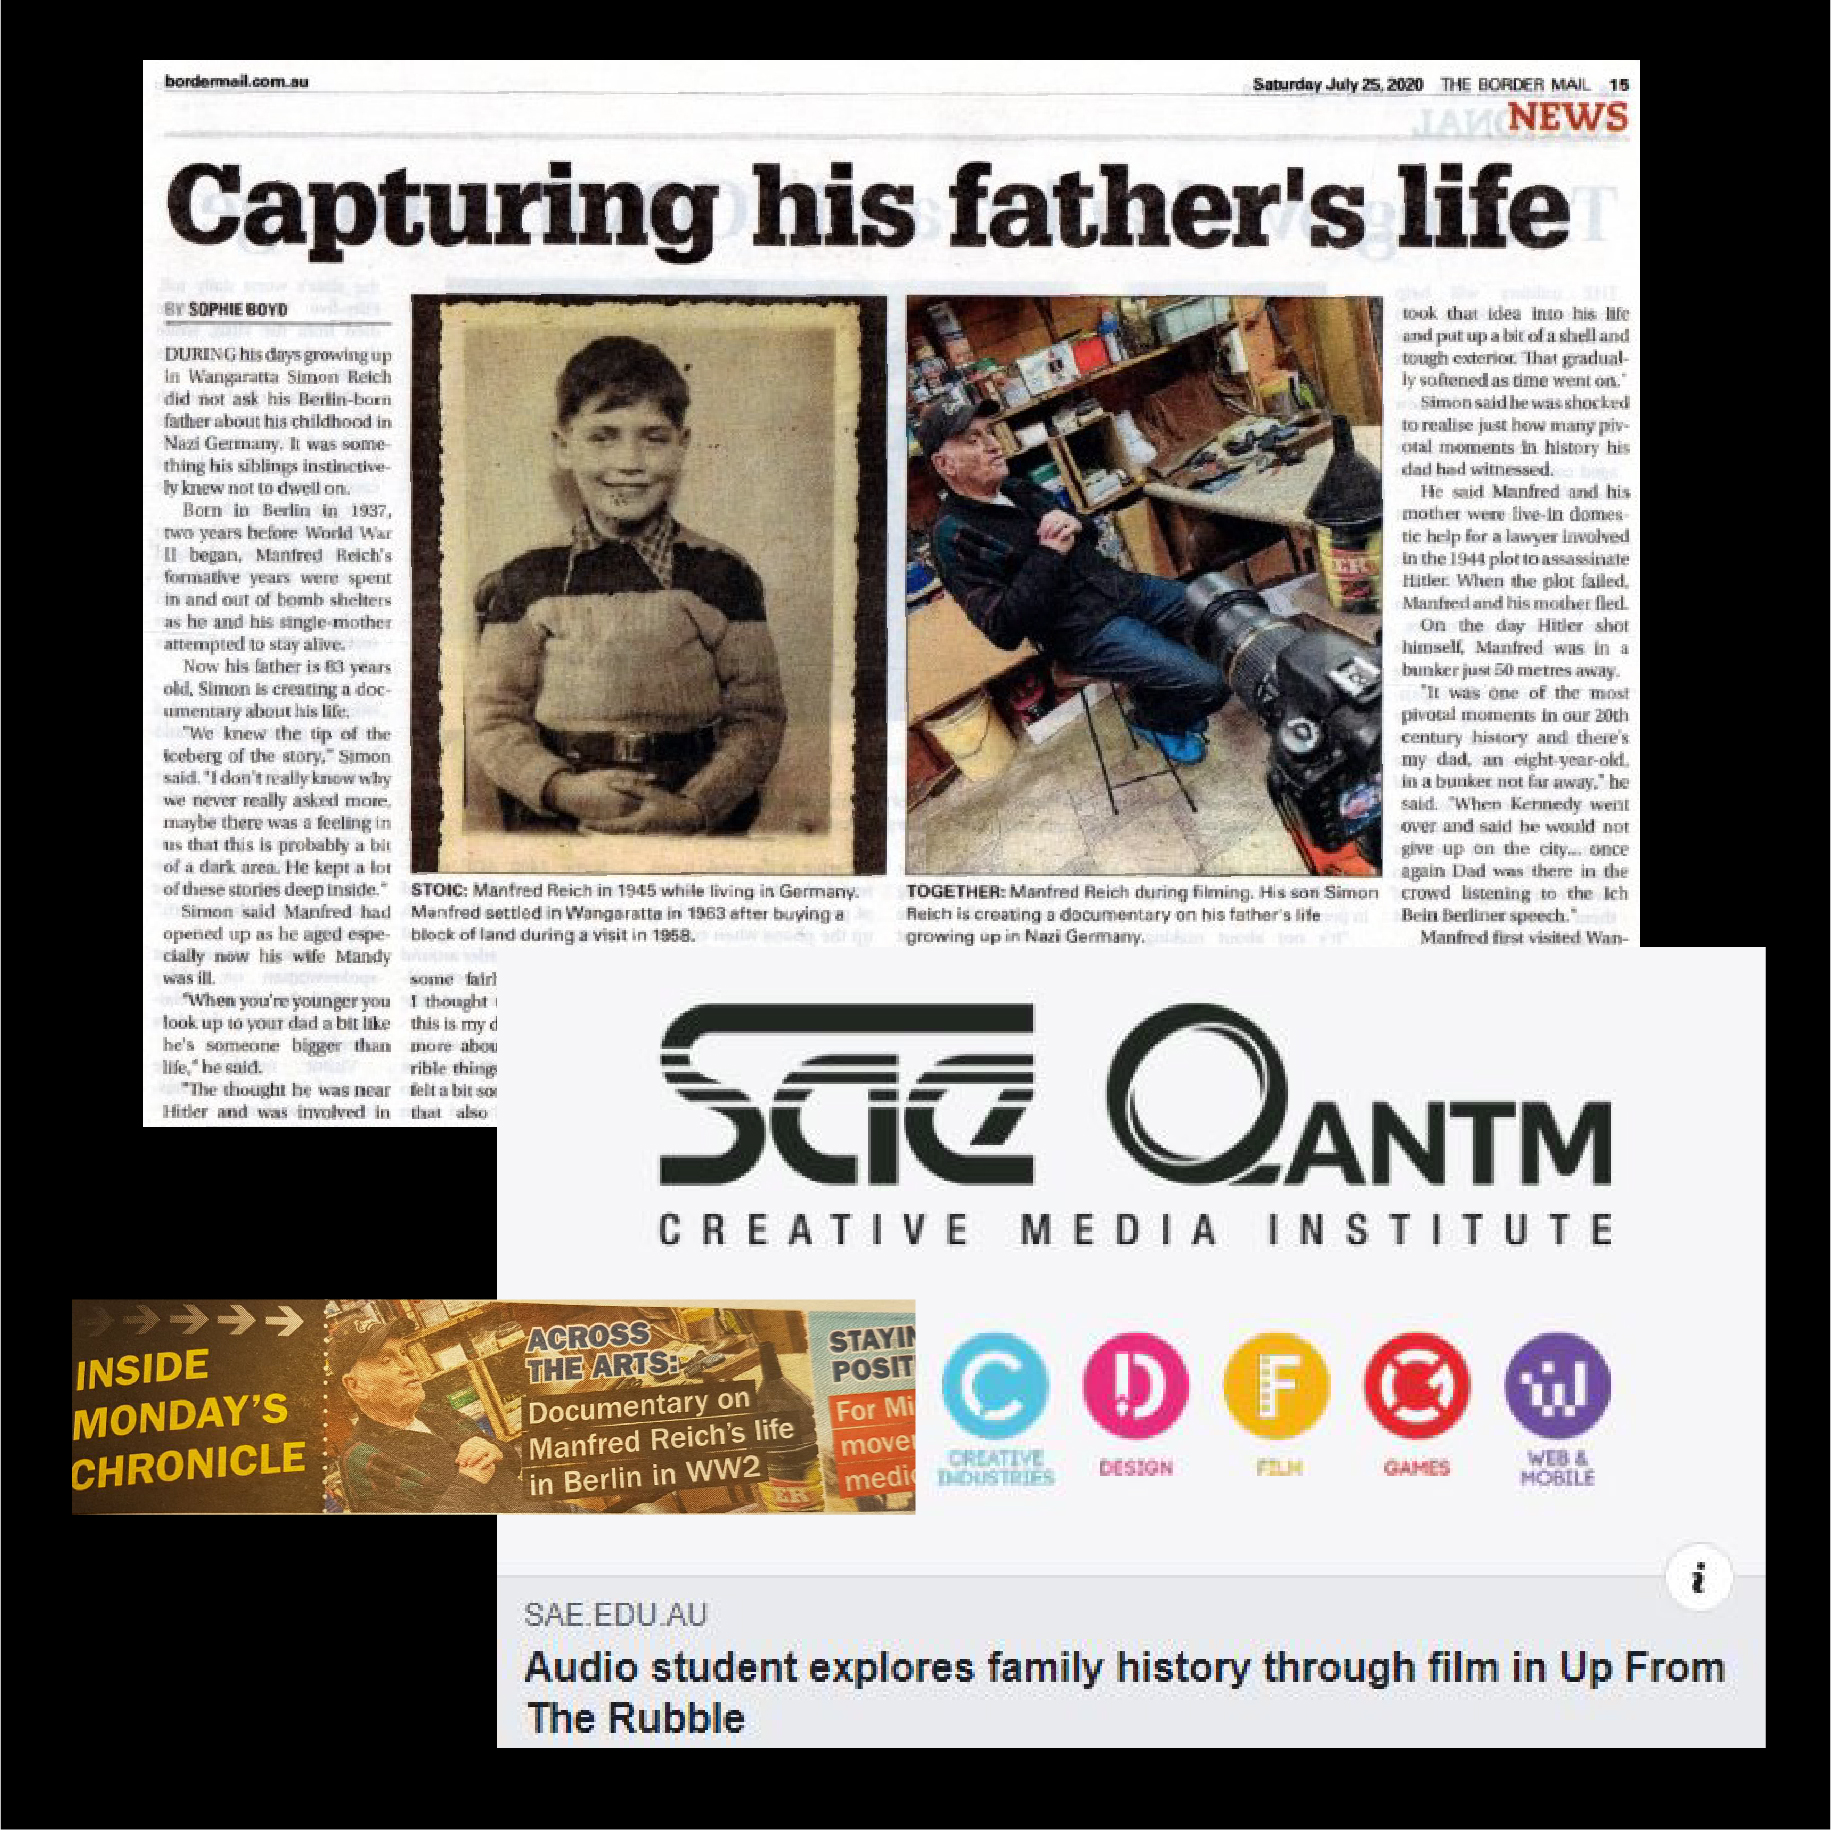 bordermail.com.au
Saturday July 25, 2020 THE BORDER MAIL 15
NEWS
Capturing his father's life
BY SOPHIE BOYD
DURING his days growing up
in Wangaratta Simon Reich
did not ask his Berlin-born
father about his childhood in
Nazi Germany. It was some-
thing his siblings instinctive-
ly knew not to dwell on.
Born in Berlin in 1937,
two years before World War
II began, Manfred Reich's
formative years were spent
in and out of bomb shelters
as he and his single-mother
attempted to stay alive.
Now his father is 83 years
old, Simon is creating a doc-
umentary about his life.
"We knew the tip of the
iceberg of the story," Simon
said. "I don't really know why
we never really asked more,
maybe there was a feeling in
us that this is probably a bit
of a dark area. He kept a lot
of these stories deep inside."
Simon said Manfred had
opened up as he aged espe-
cially now his wife Mandy
was ill.
"When you're younger you
look up to your dad a bit like
he's someone bigger than
life," he said.
"The thought he was near
Hitler and was involved in
STOIC: Manfred Reich in 1945 while living in Germany.
Manfred settled in Wangaratta in 1963 after buying a
block of land during a visit in 1958.
some fairl
I thought
this is my d
more abou
rible things
felt a bit so
that also
TOGETHER: Manfred Reich during filming. His son Simon
Reich is creating a documentary on his father's life
growing up in Nazi Germany.
took that idea into his life
and put up a bit of a shell and
tough exterior. That gradual-
ly softened as time went on."
Simon said he was shocked
to realise just how many piv-
otal moments in history his
dad had witnessed.
He said Manfred and his
mother were live-in domes-
tic help for a lawyer involved
in the 1944 plot to assassinate
Hitler. When the plot failed,
Manfred and his mother fled.
On the day Hitler shot
himself, Manfred was in a
bunker just 50 metres away.
"It was one of the most
pivotal moments in our 20th
century history and there's
my dad, an eight-year-old,
in a bunker not far away," he
said. "When Kennedy went
over and said he would not
give up on the city... once
again Dad was there in the
crowd listening to the Ich
Bein Berliner speech."
Manfred first visited Wan-
sae QANTM
CREATIVE MEDIA INSTITUTE
INSIDE
MONDAY'S
CHRONICLE
ACROSS
THE ARTS:
Documentary on
Manfred Reich's life
in Berlin in WW2
STAYIN
POSIT
For Mi
move
medic
CREATIVE
INDUSTRIES
DESIGN
FILM
GAMES
WEB &
MOBILE
SAE.EDU.AU
Audio student explores family history through film in Up From
The Rubble